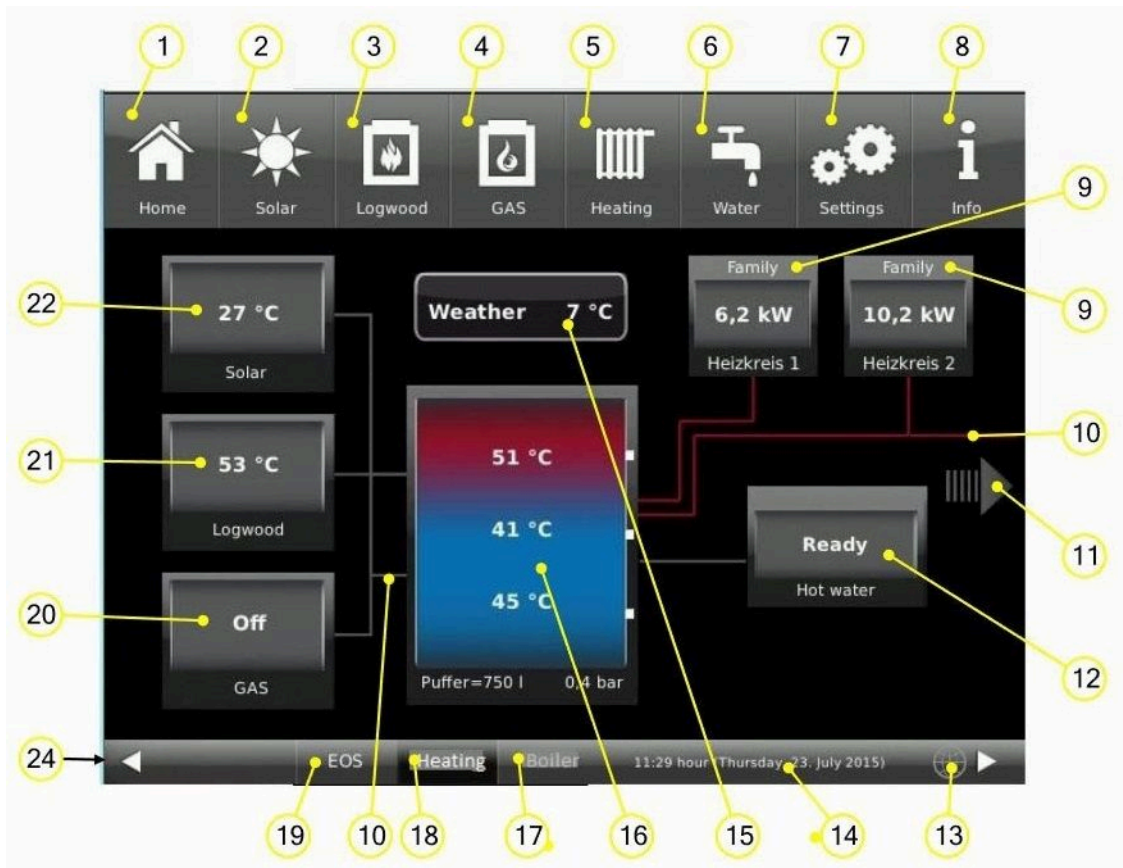 1 2 3 4 5 6 7 8
Home Solar Logwood GAS Heating Water Settings Info
9
Family Family
22
27 °C
Weather 7 °C
6,2 kW 10,2 kW
9
Solar
Heizkreis 1 Heizkreis 2
10
21
53 °C
51 °C
Logwood
41 °C
Ready
11
Hot water
20
Off
45 °C
GAS
Puffer=750 l 0,4 bar
12
24
EOS Heating Boiler 11:29 hour (Thursday, 23. July 2015)
19 10 18 17 16 15 14 13